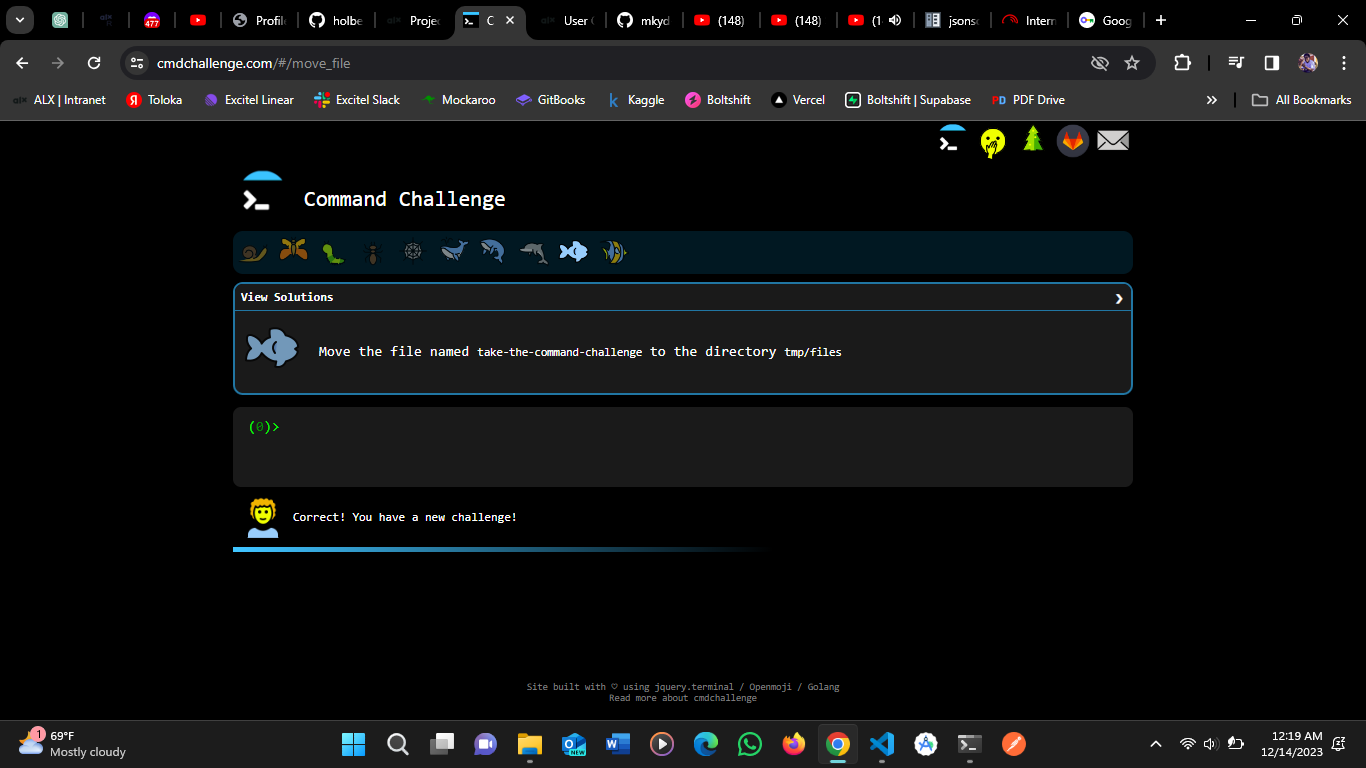 477
Profil
holbe
Projec
C
User
mkyd
(148)
(148)
(1
jsons
Intern
Goog
cmdchallenge.com/#/move_file
ALX | Intranet
Toloka
Excitel Linear
Excitel Slack
Mockaroo
GitBooks
Kaggle
Boltshift
Vercel
Boltshift | Supabase
PD PDF Drive
All Bookmarks
Command Challenge
View Solutions
Move the file named take-the-command-challenge to the directory tmp/files
(0)>
Correct! You have a new challenge!
Site built with ♡ using jquery.terminal / Openmoji / Golang
Read more about cmdchallenge
1
69°F
Mostly cloudy
NEW
12:19 AM
12/14/2023